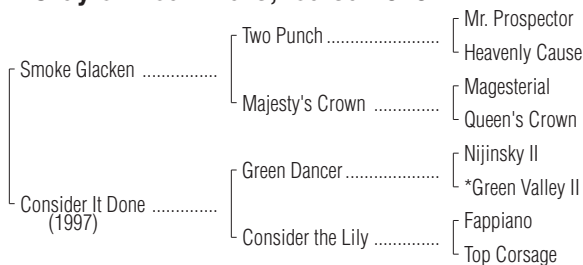 Mr. Prospector
Two Punch ....................
Heavenly Cause
Smoke Glacken ...............
Magesterial
Majesty's Crown ..............
Queen's Crown
Nijinsky II
Green Dancer..................
*Green Valley II
Consider It Done .............
(1997)
Fappiano
Consider the Lily ..............
Top Corsage